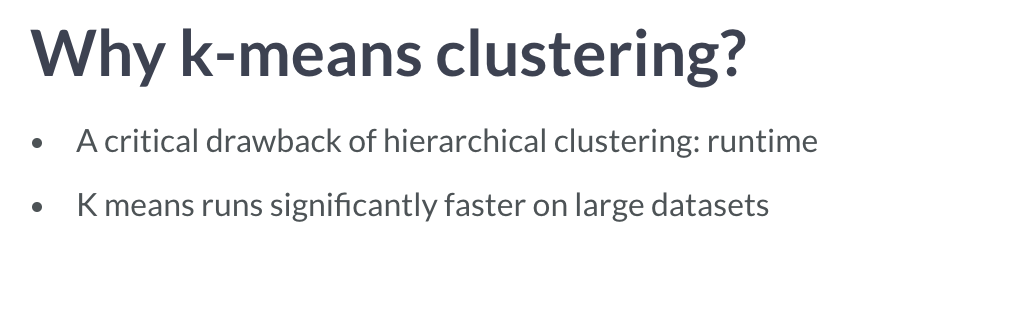 Why k-means clustering?
• A critical drawback of hierarchical clustering: runtime
• K means runs significantly faster on large datasets